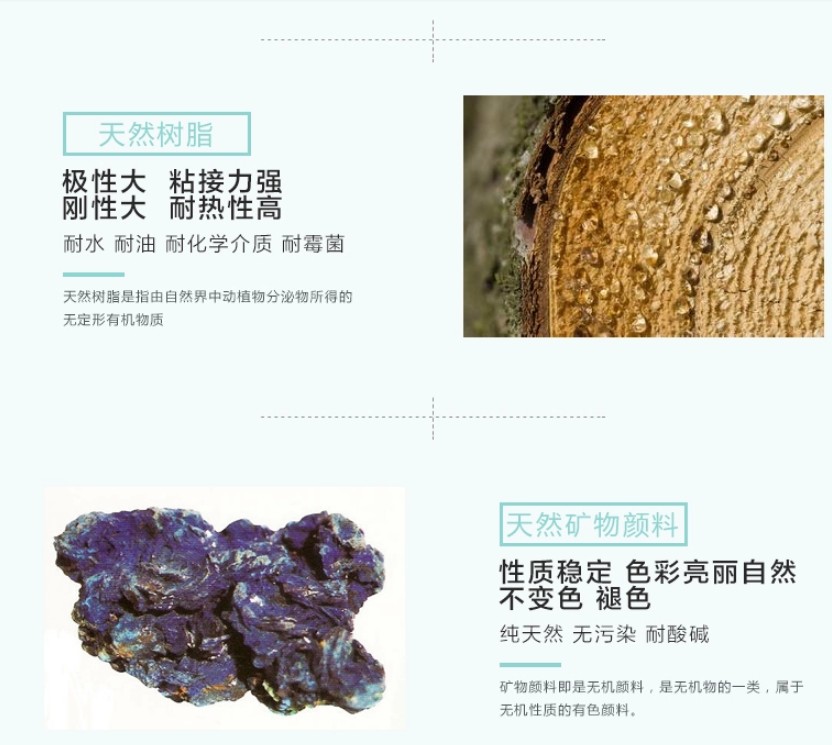 天然树脂
极性大 粘接力强
刚性大 耐热性高
耐水 耐油 耐化学介质 耐霉菌
天然树脂是指由自然界中动植物分泌物所得的
无定形有机物质
天然矿物颜料
性质稳定 色彩亮丽自然
不变色 褪色
纯天然 无污染 耐酸碱
矿物颜料即是无机颜料，是无机物的一类，属于
无机性质的有色颜料。